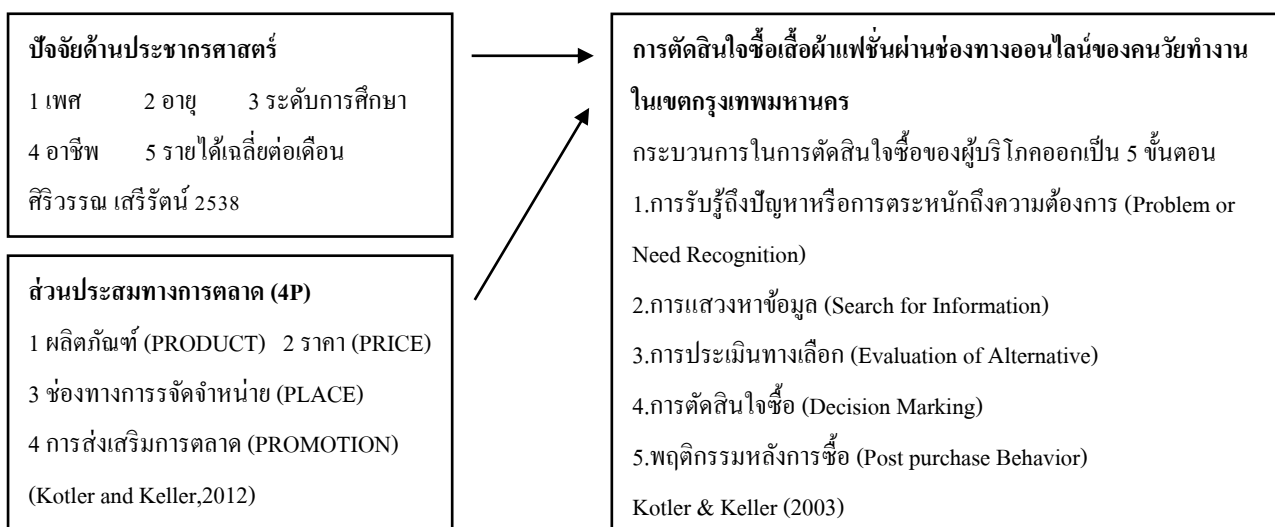 ปัจจัยด้านประชากรศาสตร์
1 เพศ 2 อายุ 3 ระดับการศึกษา
4 อาชีพ 5 รายได้เฉลี่ยต่อเดือน
ศิริวรรณ เสรีรัตน์ 2538
ส่วนประสมทางการตลาด (4P)
1 ผลิตภัณฑ์ (PRODUCT) 2 ราคา (PRICE)
3 ช่องทางการรจัดจำหน่าย (PLACE)
4 การส่งเสริมการตลาด (PROMOTION)
(Kotler and Keller,2012)
การตัดสินใจซื้อเสื้อผ้าแฟชั่นผ่านช่องทางออนไลน์ของคนวัยทำงาน
ในเขตกรุงเทพมหานคร
กระบวนการในการตัดสินใจซื้อของผู้บริโภคออกเป็น 5 ขั้นตอน
1.การรับรู้ถึงปัญหาหรือการตระหนักถึงความต้องการ (Problem or
Need Recognition)
2.การแสวงหาข้อมูล (Search for Information)
3.การประเมินทางเลือก (Evaluation of Alternative)
4.การตัดสินใจซื้อ (Decision Marking)
5.พฤติกรรมหลังการซื้อ (Post purchase Behavior)
Kotler & Keller (2003)